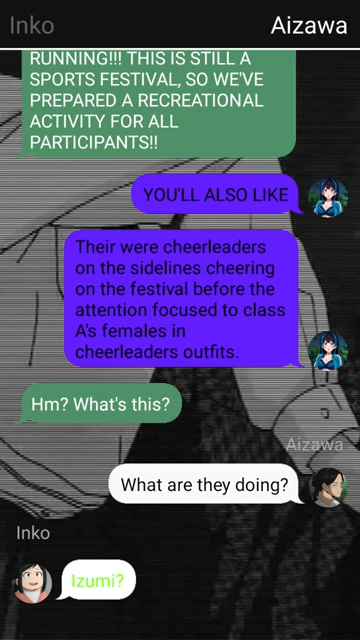 Inko
Aizawa
RUNNING!!! THIS IS STILL A
SPORTS FESTIVAL, SO WE'VE
PREPARED A RECREATIONAL
ACTIVITY FOR ALL
PARTICIPANTS!!
YOU'LL ALSO LIKE
Their were cheerleaders
on the sidelines cheering
on the festival before the
attention focused to class
A's females in
cheerleaders outfits.
Hm? What's this?
Aizawa
What are they doing?
Inko
Izumi?